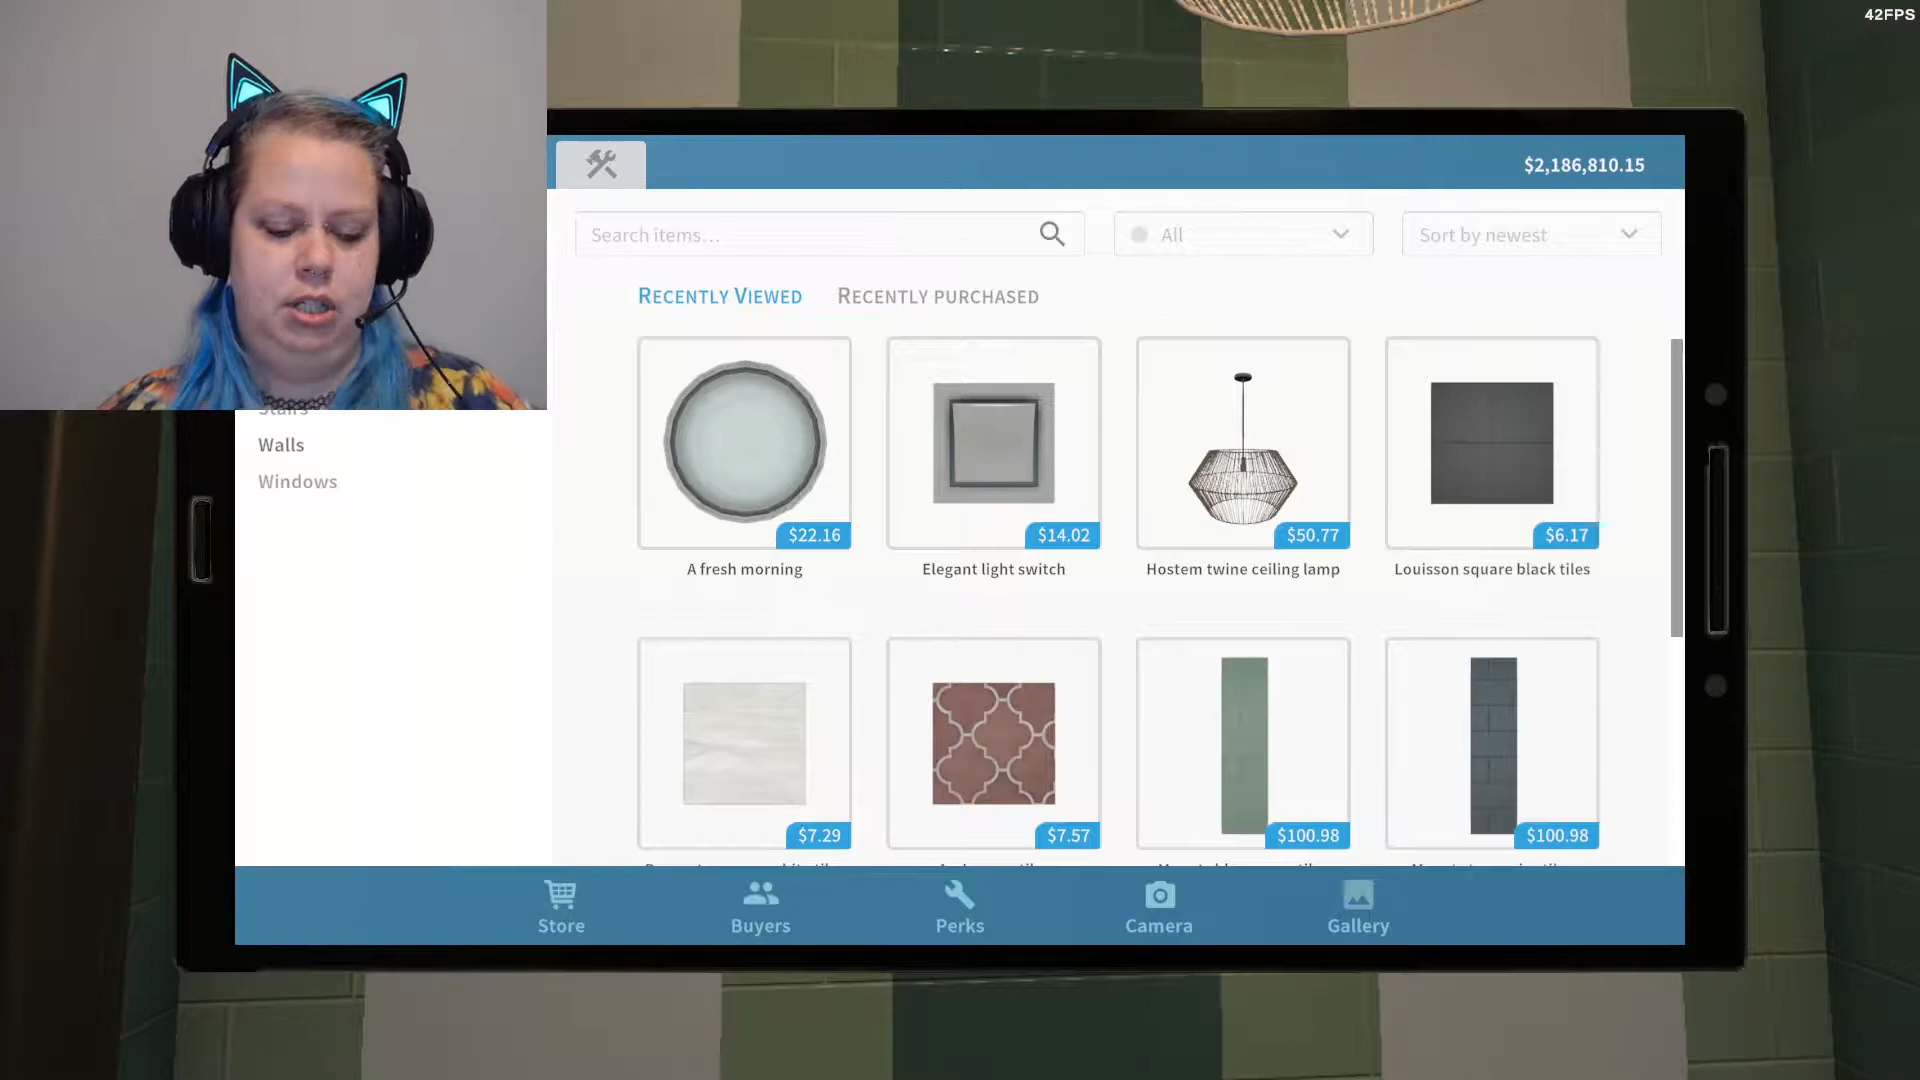 42FPS
$2,186,810.15
Search items...
All
Sort by newest
RECENTLY VIEWED
RECENTLY PURCHASED
Stairs
Walls
Windows
$22.16
$14.02
$50.77
$6.17
A fresh morning
Elegant light switch
Hostem twine ceiling lamp
Louisson square black tiles
$7.29
$7.57
$100.98
$100.98
Store
Buyers
Perks
Camera
Gallery